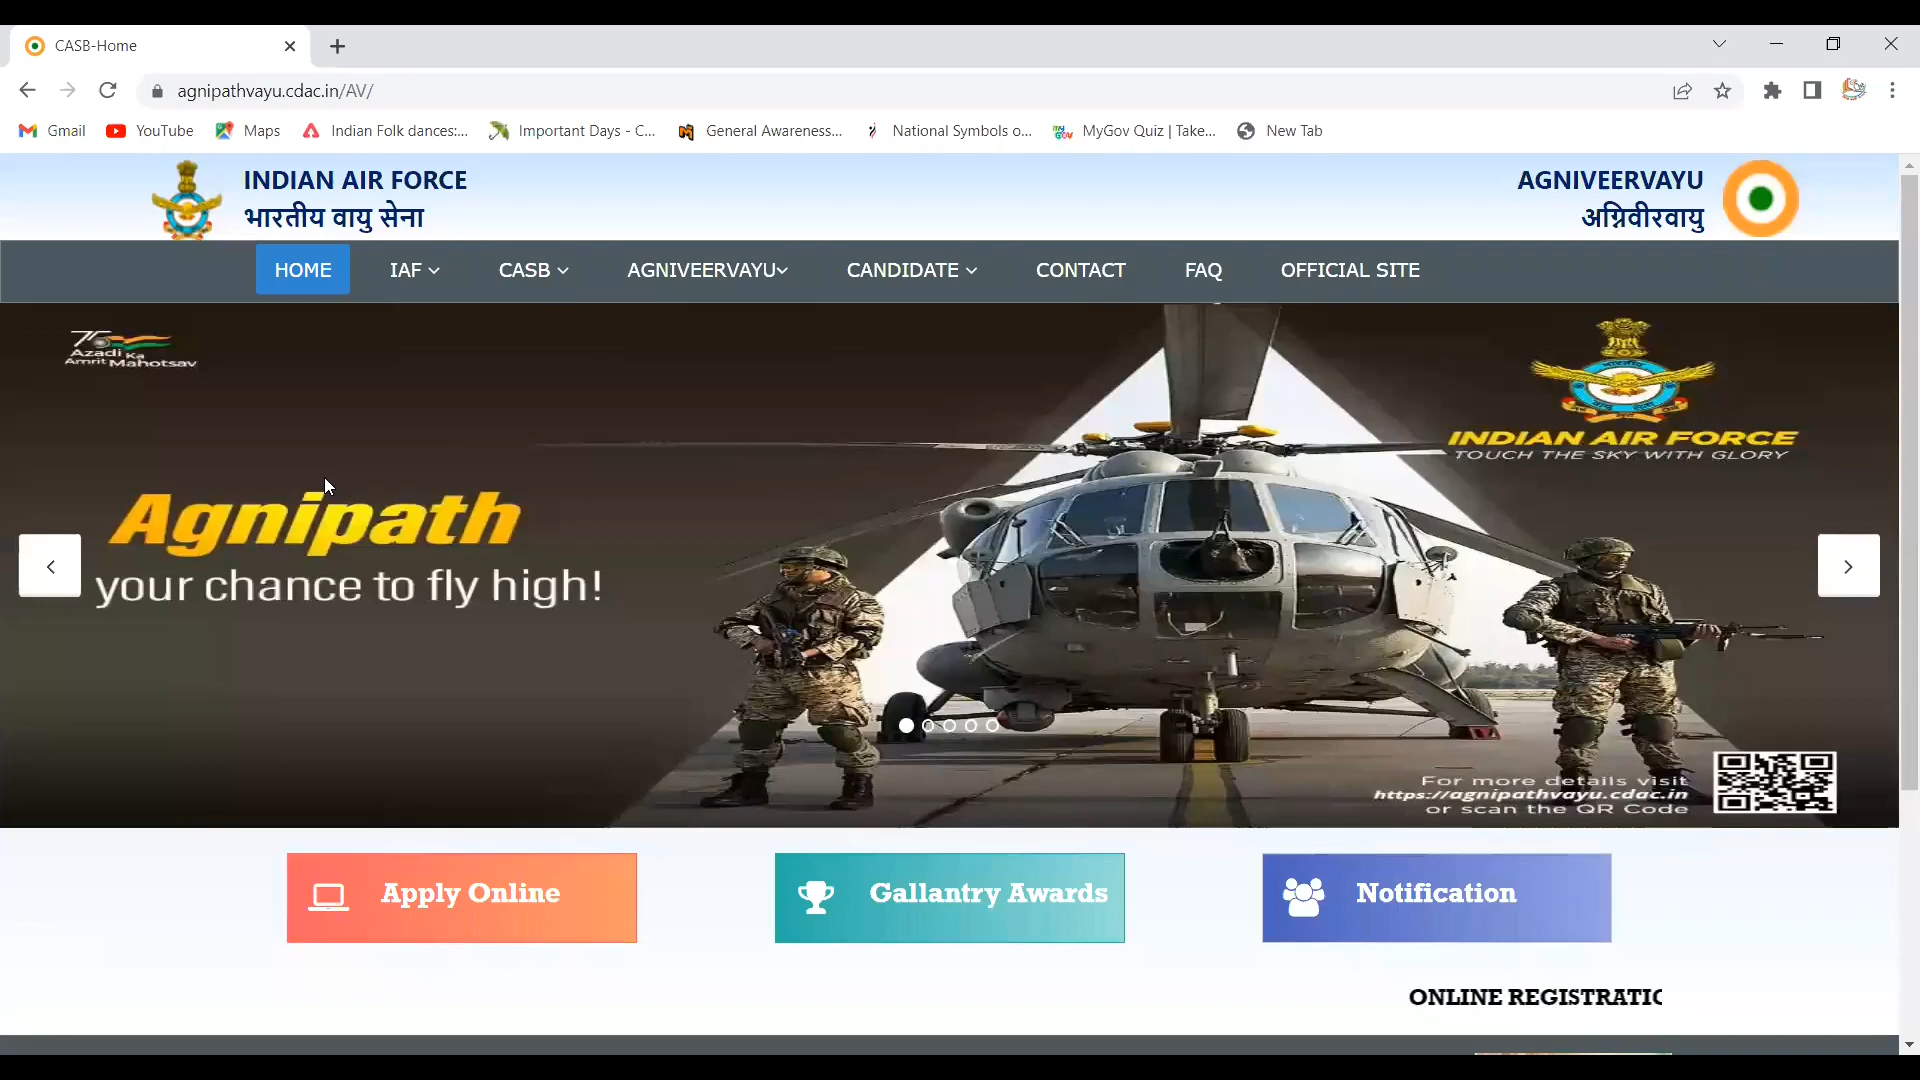 CASB-Home
agnipathvayu.cdac.in/AV/
Gmail
YouTube
Maps
Indian Folk dances:...
Important Days - C...
General Awareness...
National Symbols o...
MyGov Quiz | Take...
New Tab
INDIAN AIR FORCE
भारतीय वायु सेना
AGNIVEERVAYU
अग्निवीरवायु
HOME
IAF
CASB
AGNIVEERVAYU
CANDIDATE
CONTACT
FAQ
OFFICIAL SITE
75
Azadi Ka
Amrit Mahotsav
INDIAN AIR FORCE
TOUCH THE SKY WITH GLORY
Agnipath
your chance to fly high!
For more details visit
https://agnipathvayu.cdac.in
or scan the QR Code
Apply Online
Gallantry Awards
Notification
ONLINE REGISTRATIO